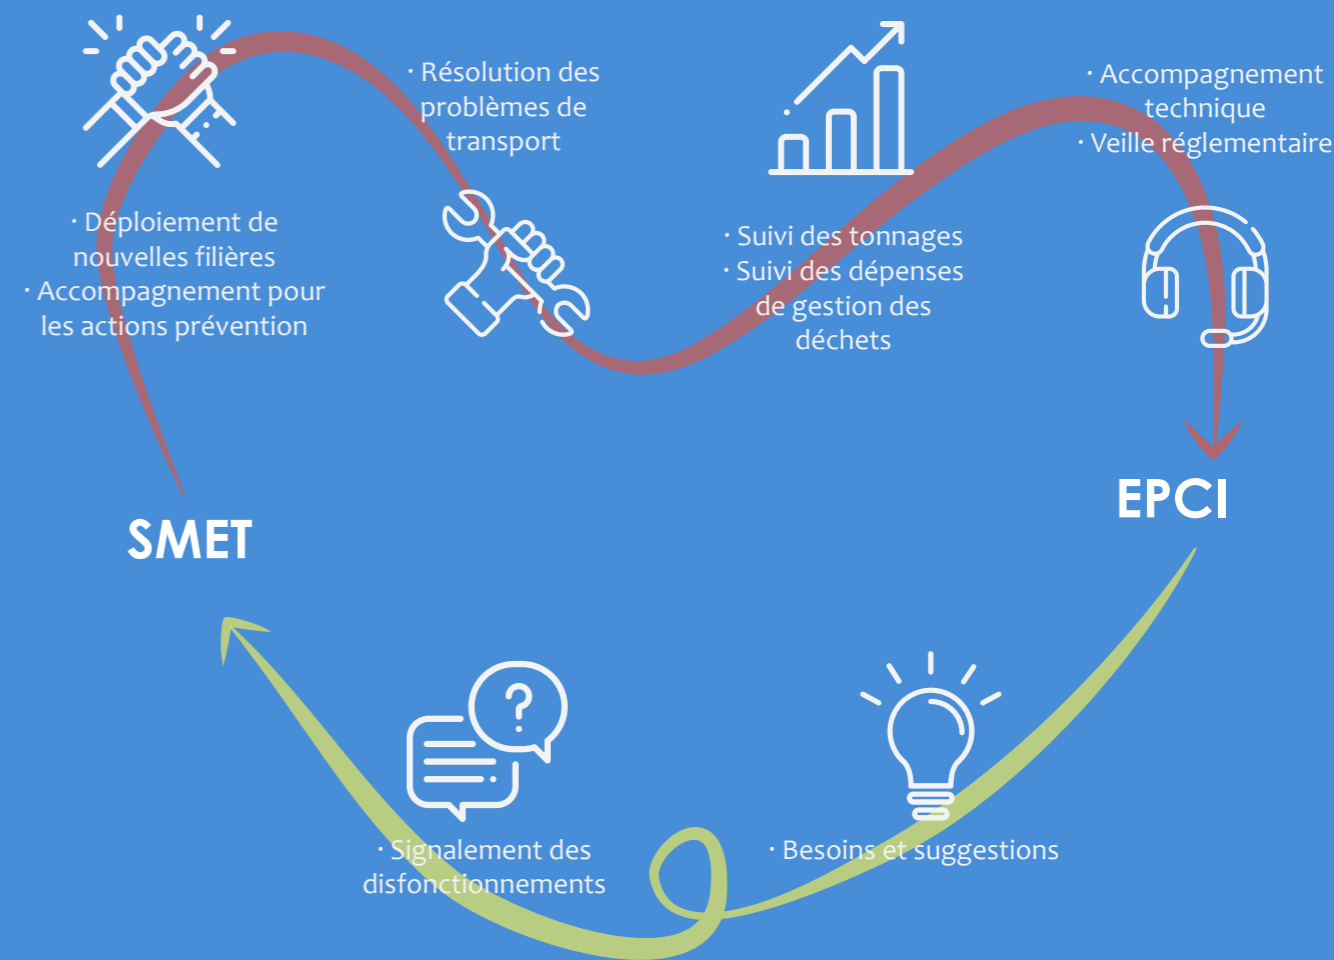 · Déploiement de
nouvelles filières
· Accompagnement pour
les actions prévention
· Résolution des
problèmes de
transport
· Suivi des tonnages
· Suivi des dépenses
de gestion des
déchets
· Accompagnement
technique
· Veille réglementaire
SMET
EPCI
?
· Signalement des
disfonctionnements
· Besoins et suggestions